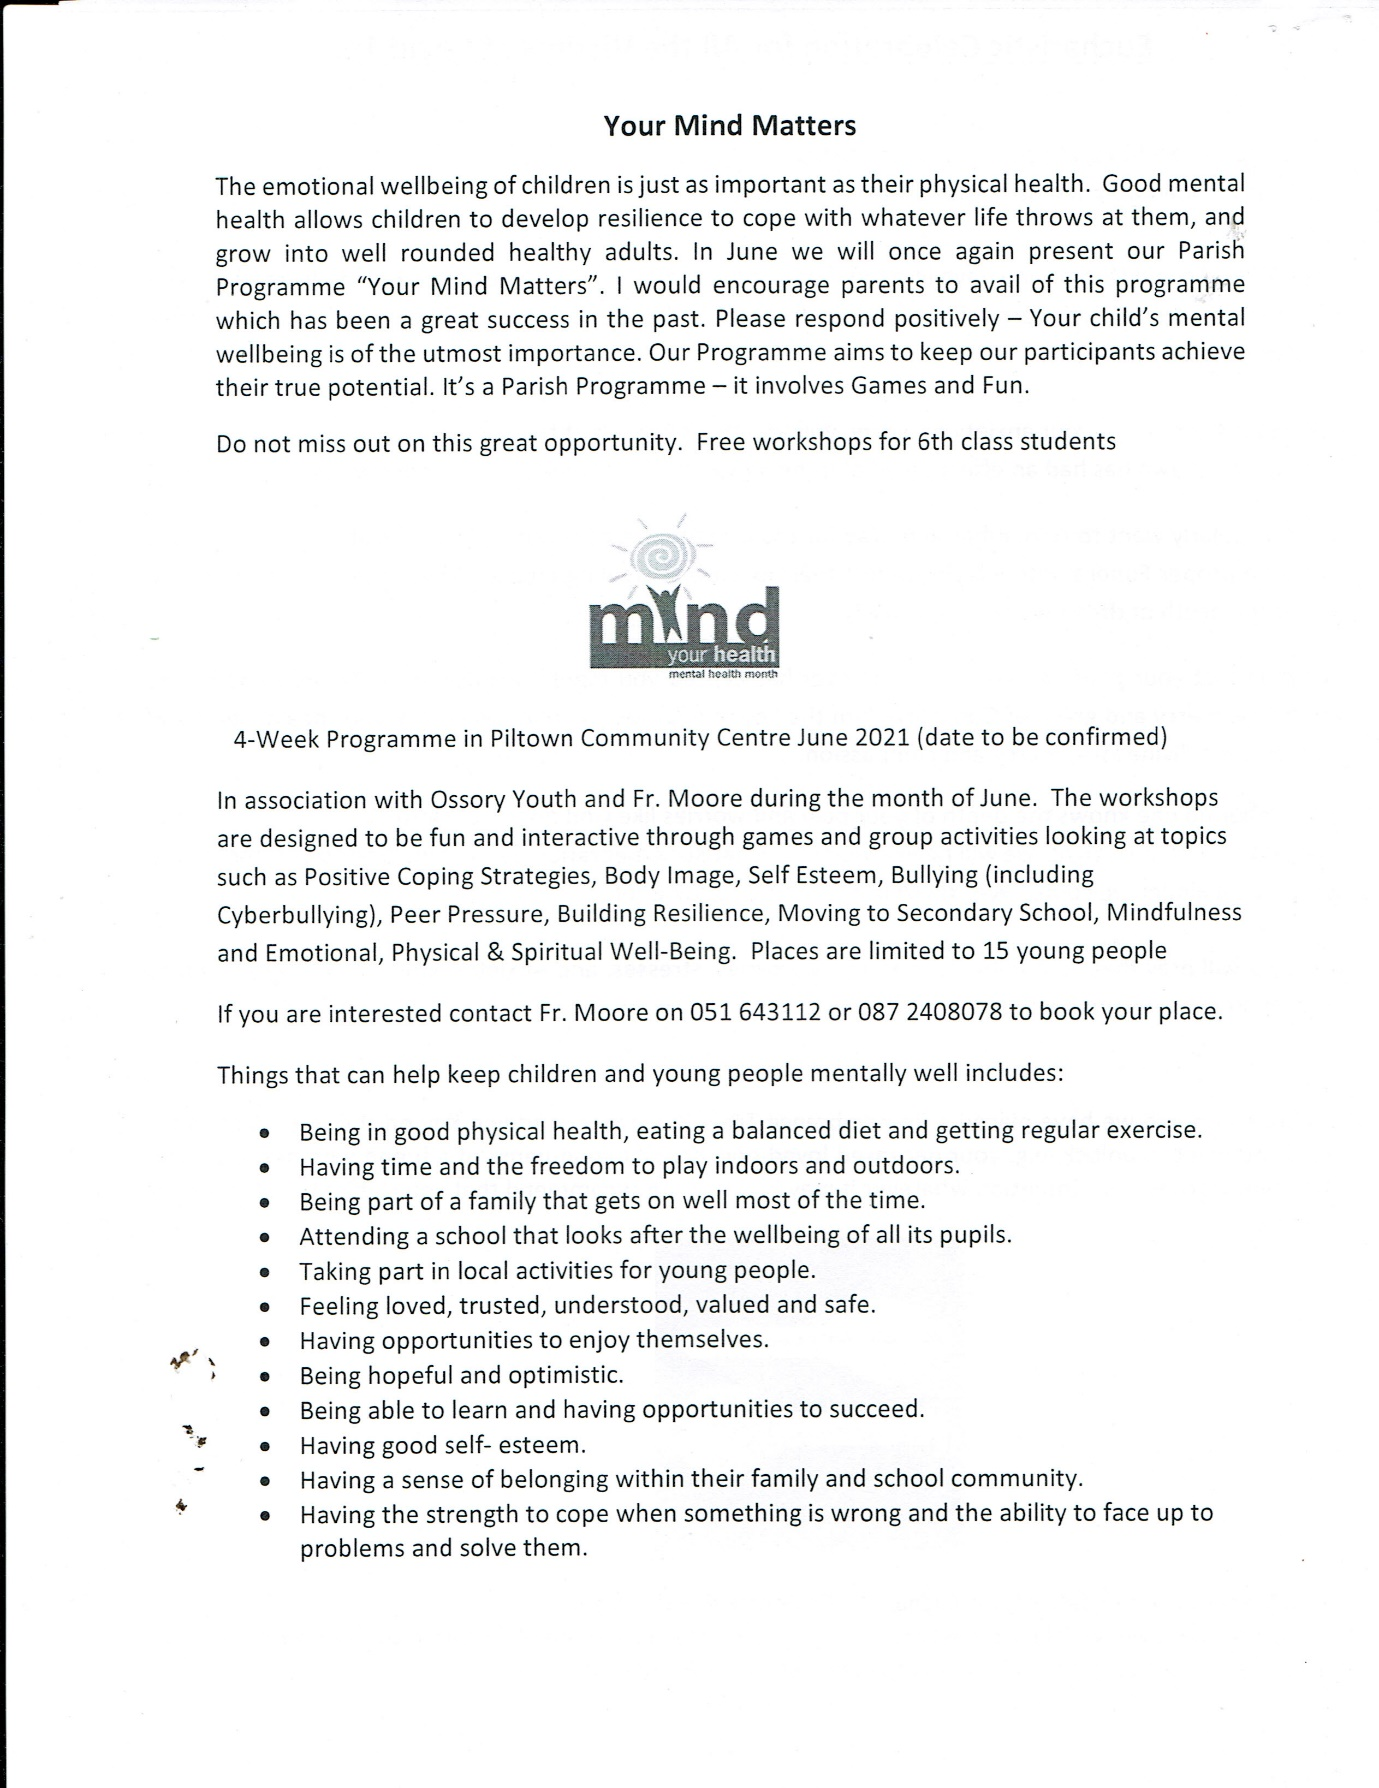 Your Mind Matters
The emotional wellbeing of children is just as important as their physical health. Good mental
health allows children to develop resilience to cope with whatever life throws at them, and
grow into well rounded healthy adults. In June we will once again present our Parish
Programme “Your Mind Matters”. I would encourage parents to avail of this programme
which has been a great success in the past. Please respond positively – Your child’s mental
wellbeing is of the utmost importance. Our Programme aims to keep our participants achieve
their true potential. It’s a Parish Programme – it involves Games and Fun.
Do not miss out on this great opportunity. Free workshops for 6th class students
mind
your health
mental health month
4-Week Programme in Piltown Community Centre June 2021 (date to be confirmed)
In association with Ossory Youth and Fr. Moore during the month of June. The workshops
are designed to be fun and interactive through games and group activities looking at topics
such as Positive Coping Strategies, Body Image, Self Esteem, Bullying (including
Cyberbullying), Peer Pressure, Building Resilience, Moving to Secondary School, Mindfulness
and Emotional, Physical & Spiritual Well-Being. Places are limited to 15 young people
If you are interested contact Fr. Moore on 051 643112 or 087 2408078 to book your place.
Things that can help keep children and young people mentally well includes:
• Being in good physical health, eating a balanced diet and getting regular exercise.
• Having time and the freedom to play indoors and outdoors.
• Being part of a family that gets on well most of the time.
• Attending a school that looks after the wellbeing of all its pupils.
• Taking part in local activities for young people.
• Feeling loved, trusted, understood, valued and safe.
• Having opportunities to enjoy themselves.
• Being hopeful and optimistic.
• Being able to learn and having opportunities to succeed.
• Having good self- esteem.
• Having a sense of belonging within their family and school community.
• Having the strength to cope when something is wrong and the ability to face up to
problems and solve them.